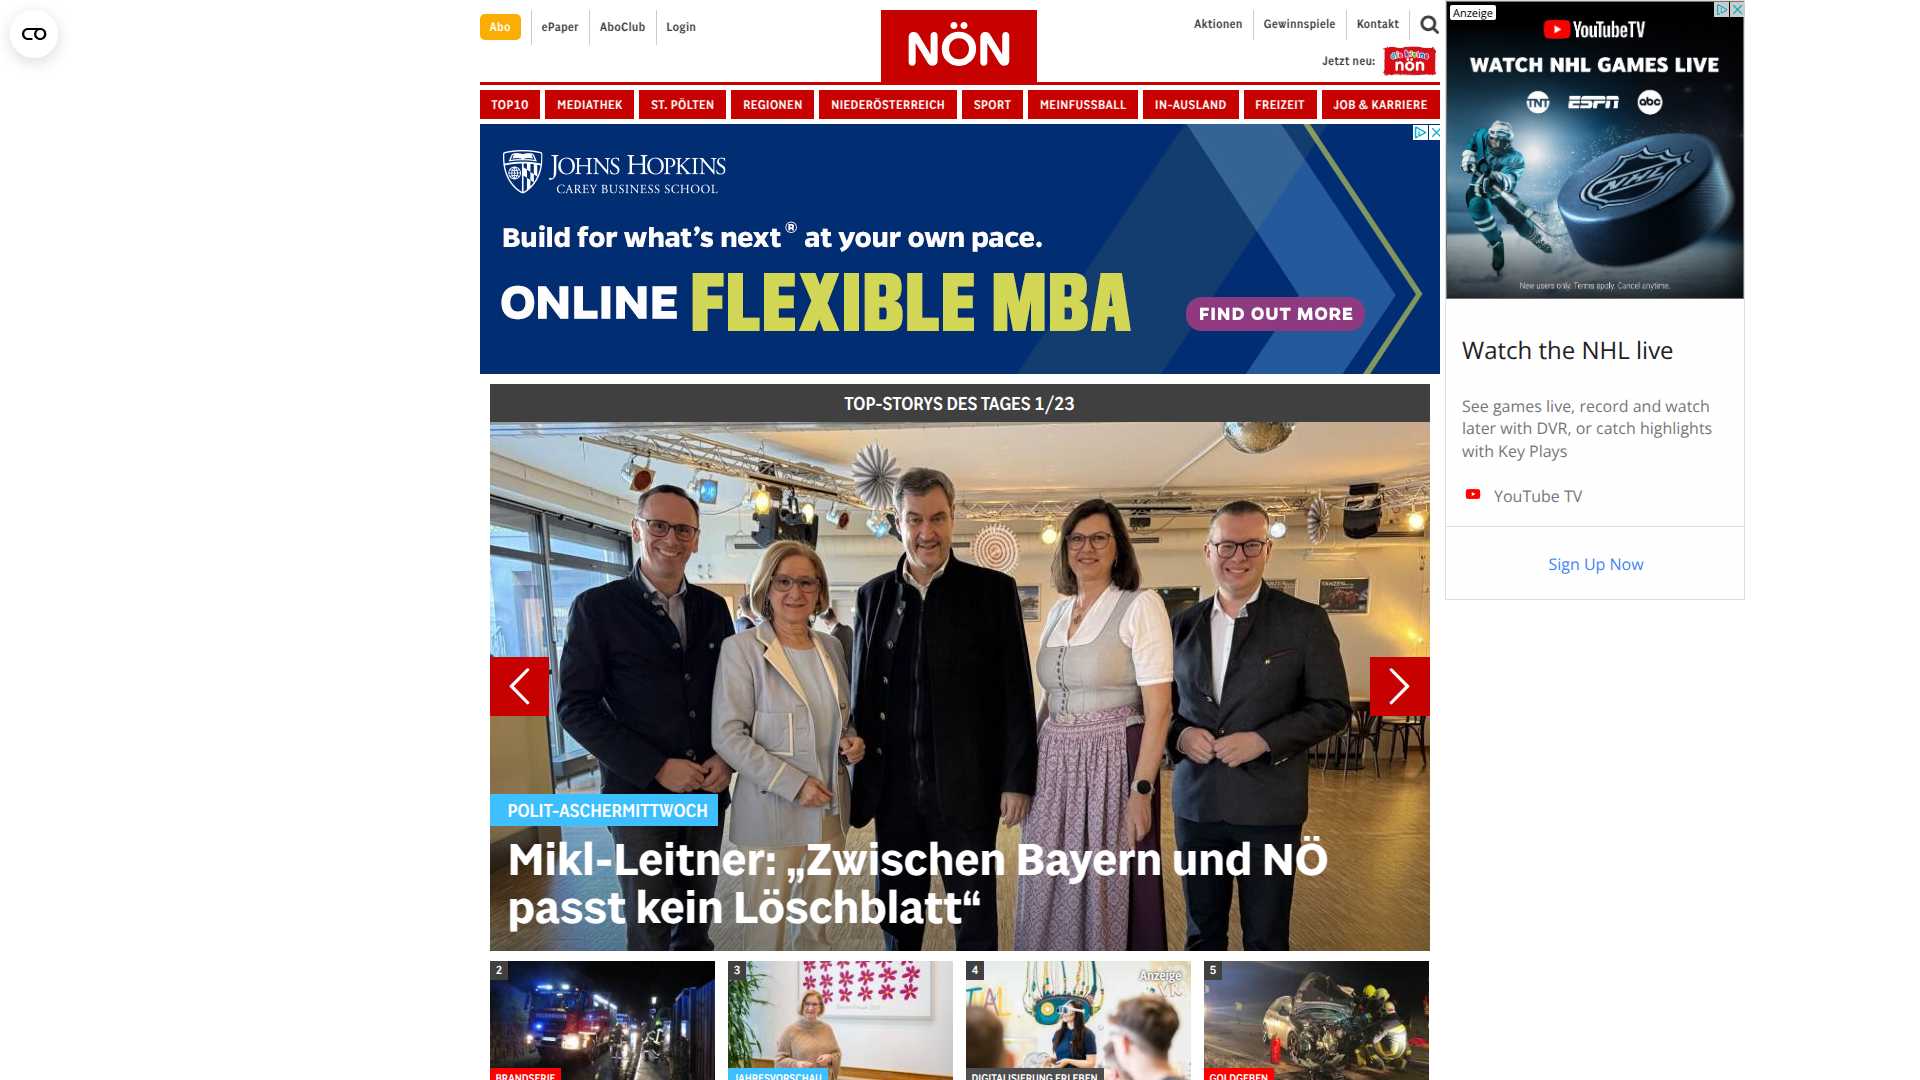 Abo
ePaper
AboClub
Login
NÖN
Aktionen
Gewinnspiele
Kontakt
Jetzt neu:
die kleine
nön
TOP10
MEDIATHEK
ST. PÖLTEN
REGIONEN
NIEDERÖSTERREICH
SPORT
MEINFUSSBALL
IN-AUSLAND
FREIZEIT
JOB & KARRIERE
JOHNS HOPKINS
CAREY BUSINESS SCHOOL
Build for what's next® at your own pace.
ONLINE FLEXIBLE MBA
FIND OUT MORE
Anzeige
YouTubeTV
WATCH NHL GAMES LIVE
TNT
ESPN
abc
NHL
New users only. Terms apply. Cancel anytime.
Watch the NHL live
See games live, record and watch
later with DVR, or catch highlights
with Key Plays
YouTube TV
Sign Up Now
TOP-STORYS DES TAGES 1/23
POLIT-ASCHERMITTWOCH
Mikl-Leitner: „Zwischen Bayern und NÖ
passt kein Löschblatt“
2
BRANDSERIE
3
JAHRESVORSCHAU
4
Anzeige
DIGITALISIERUNG ERLEBEN
5
GOLDGEBEN